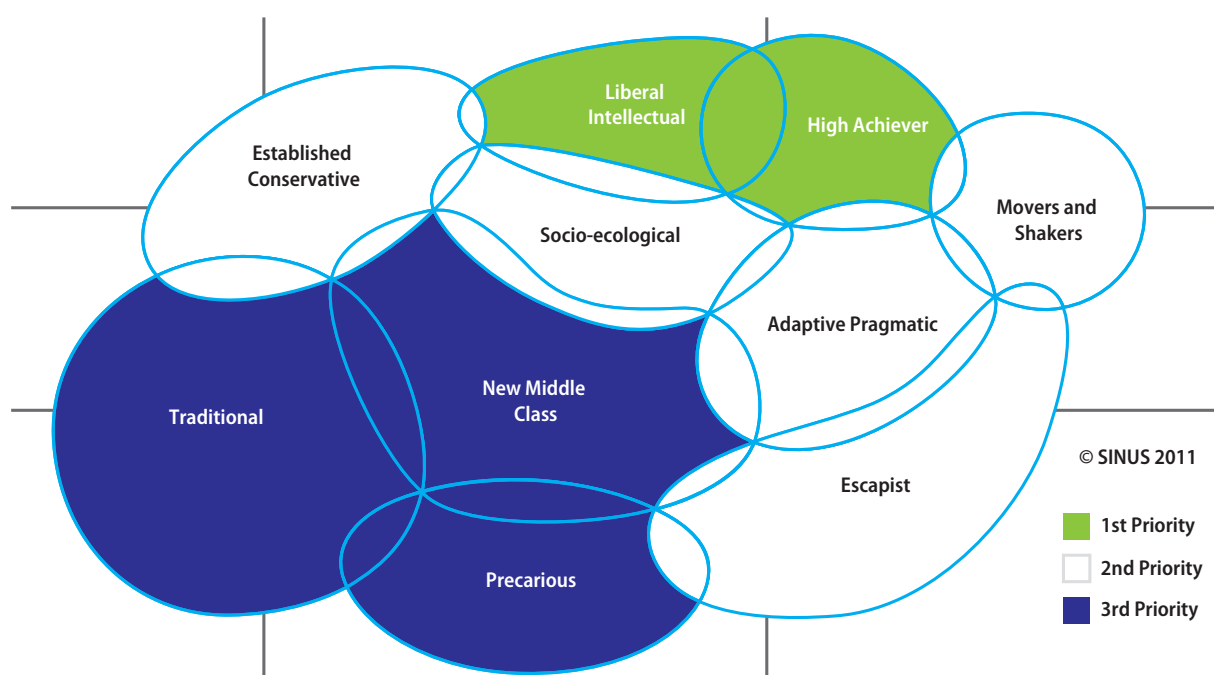 Liberal
Intellectual
High Achiever
Established
Conservative
Movers and
Shakers
Socio-ecological
Adaptive Pragmatic
New Middle
Class
Traditional
Escapist
Precarious
© SINUS 2011
1st Priority
2nd Priority
3rd Priority